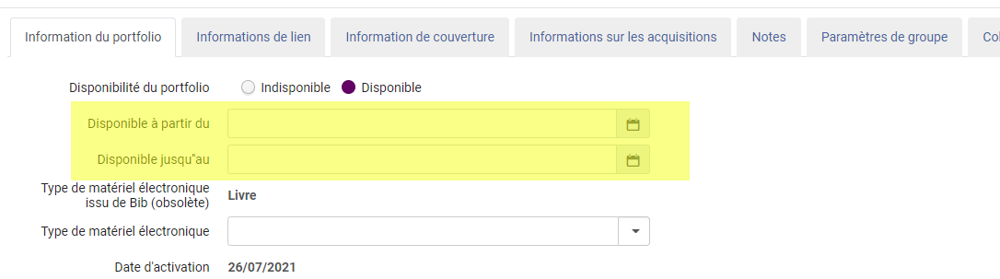 Information du portfolio Informations de lien Information de couverture Informations sur les acquisitions Notes Paramètres de groupe Col
Disponibilité du portfolio Indisponible Disponible
Disponible à partir du
Disponible jusqu"au
Type de matériel électronique
issu de Bib (obsolète) Livre
Type de matériel électronique
Date d'activation 26/07/2021